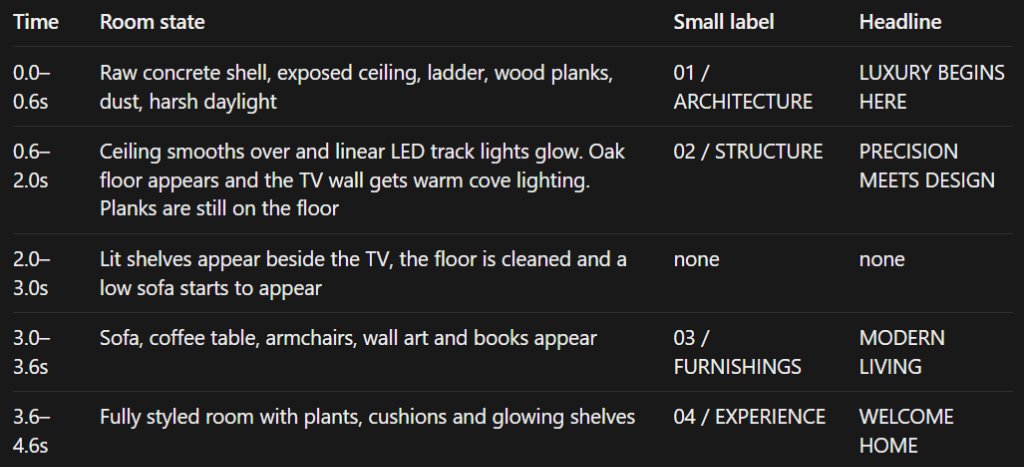 Time Room state Small label Headline
0.0– Raw concrete shell, exposed ceiling, ladder, wood planks, 01 / LUXURY BEGINS
0.6s dust, harsh daylight ARCHITECTURE HERE
0.6– Ceiling smooths over and linear LED track lights glow. Oak 02 / STRUCTURE PRECISION
2.0s floor appears and the TV wall gets warm cove lighting. MEETS DESIGN
Planks are still on the floor
2.0– Lit shelves appear beside the TV, the floor is cleaned and a none none
3.0s low sofa starts to appear
3.0– Sofa, coffee table, armchairs, wall art and books appear 03 / MODERN
3.6s FURNISHINGS LIVING
3.6– Fully styled room with plants, cushions and glowing shelves 04 / EXPERIENCE WELCOME
4.6s HOME